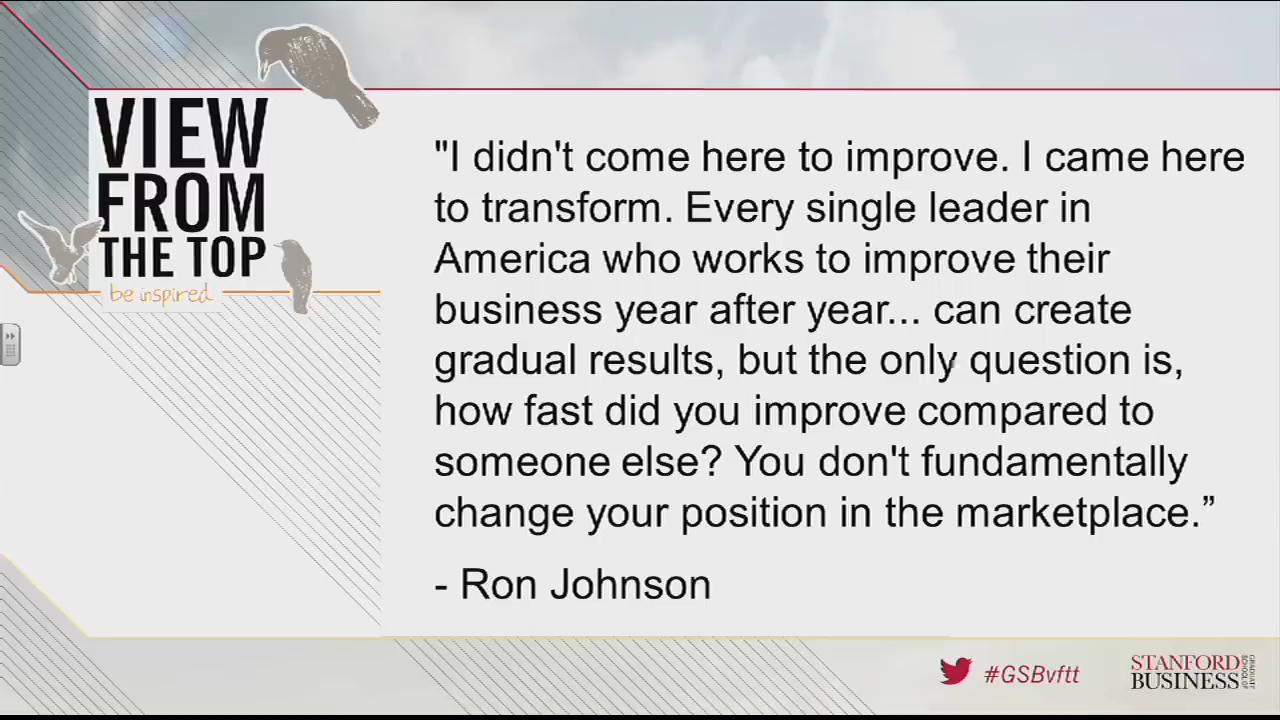 VIEW
FROM
THE TOP
be inspired
"I didn't come here to improve. I came here
to transform. Every single leader in
America who works to improve their
business year after year... can create
gradual results, but the only question is,
how fast did you improve compared to
someone else? You don't fundamentally
change your position in the marketplace.”
- Ron Johnson
#GSBvftt
STANFORD
BUSINESS
GRADUATE
SCHOOL OF